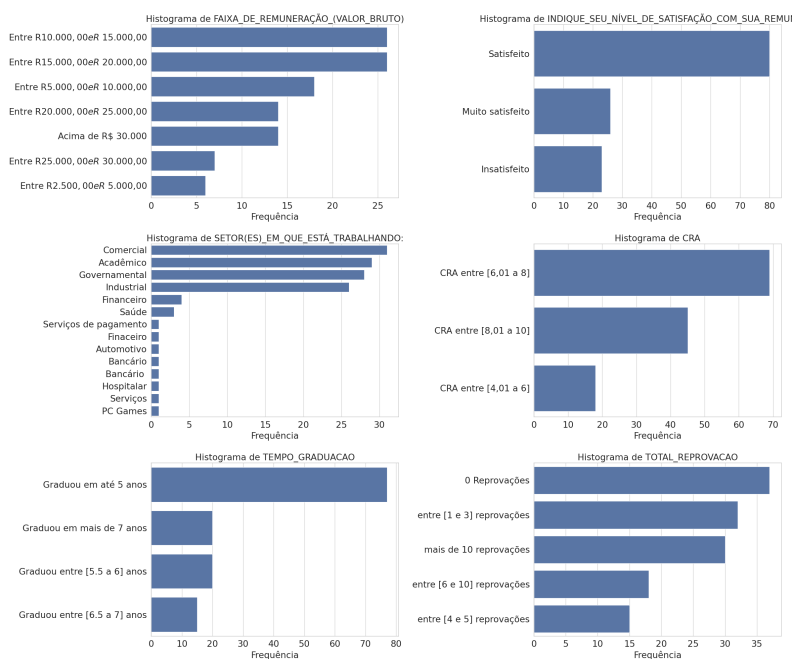 Histograma de FAIXA_DE_REMUNERAÇÃO_(VALOR_BRUTO)
Entre R10.000,00eR 15.000,00
Entre R15.000,00eR 20.000,00
Entre R5.000,00eR 10.000,00
Entre R20.000,00eR 25.000,00
Acima de R$ 30.000
Entre R25.000,00eR 30.000,00
Entre R2.500,00eR 5.000,00
0 5 10 15 20 25
Frequência
Histograma de INDIQUE_SEU_NÍVEL_DE_SATISFAÇÃO_COM_SUA_REMU
Satisfeito
Muito satisfeito
Insatisfeito
0 10 20 30 40 50 60 70 80
Frequência
Histograma de SETOR(ES)_EM_QUE_ESTÁ_TRABALHANDO:
Comercial
Acadêmico
Governamental
Industrial
Financeiro
Saúde
Serviços de pagamento
Finaceiro
Automotivo
Bancário
Bancário
Hospitalar
Serviços
PC Games
0 5 10 15 20 25 30
Frequência
Histograma de CRA
CRA entre [6,01 a 8]
CRA entre [8,01 a 10]
CRA entre [4,01 a 6]
0 10 20 30 40 50 60 70
Frequência
Histograma de TEMPO_GRADUACAO
Graduou em até 5 anos
Graduou em mais de 7 anos
Graduou entre [5.5 a 6] anos
Graduou entre [6.5 a 7] anos
0 10 20 30 40 50 60 70 80
Frequência
Histograma de TOTAL_REPROVACAO
0 Reprovações
entre [1 e 3] reprovações
mais de 10 reprovações
entre [6 e 10] reprovações
entre [4 e 5] reprovações
0 5 10 15 20 25 30 35
Frequência